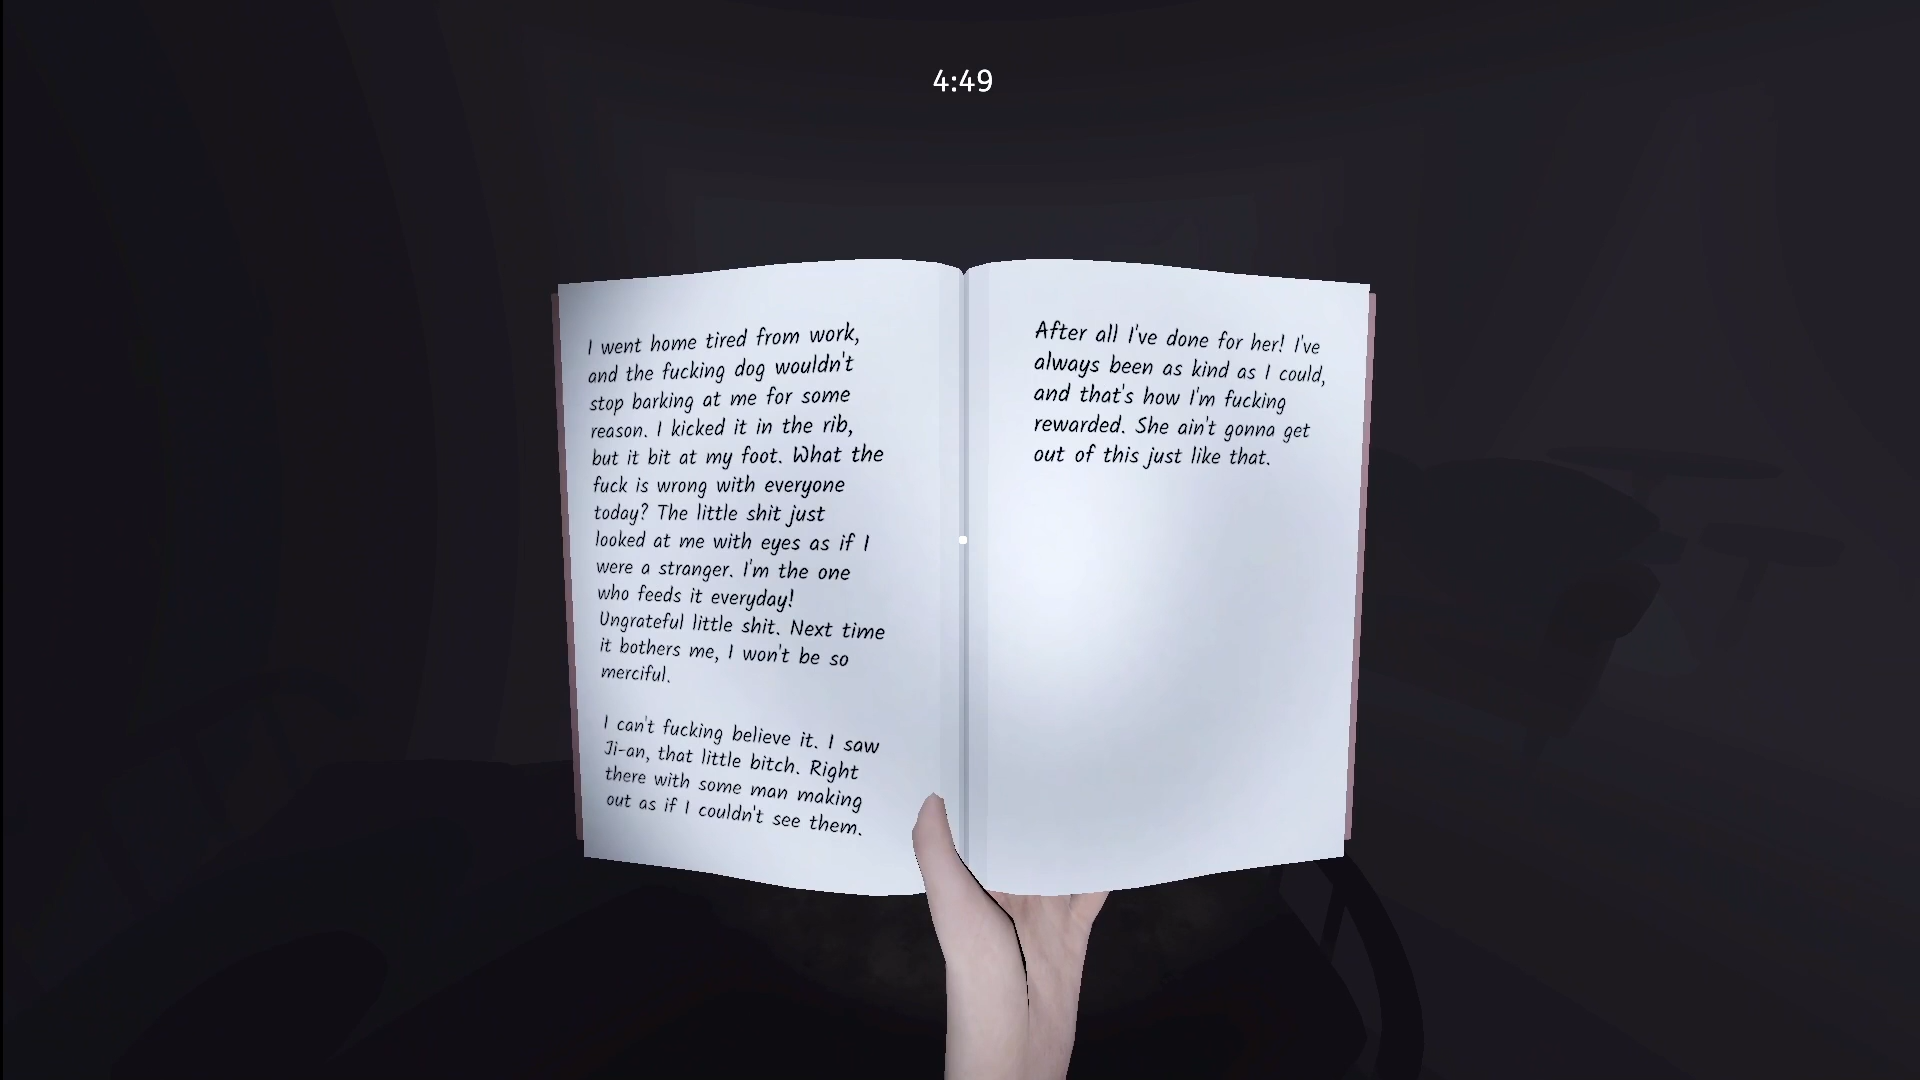 4:49
I went home tired from work,
and the fucking dog wouldn't
stop barking at me for some
reason. I kicked it in the rib,
but it bit at my foot. What the
fuck is wrong with everyone
today? The little shit just
looked at me with eyes as if I
were a stranger. I'm the one
who feeds it everyday!
Ungrateful little shit. Next time
it bothers me, I won't be so
merciful.
I can't fucking believe it. I saw
Ji-an, that little bitch. Right
there with some man making
out as if I couldn't see them.
After all I've done for her! I've
always been as kind as I could,
and that's how I'm fucking
rewarded. She ain't gonna get
out of this just like that.